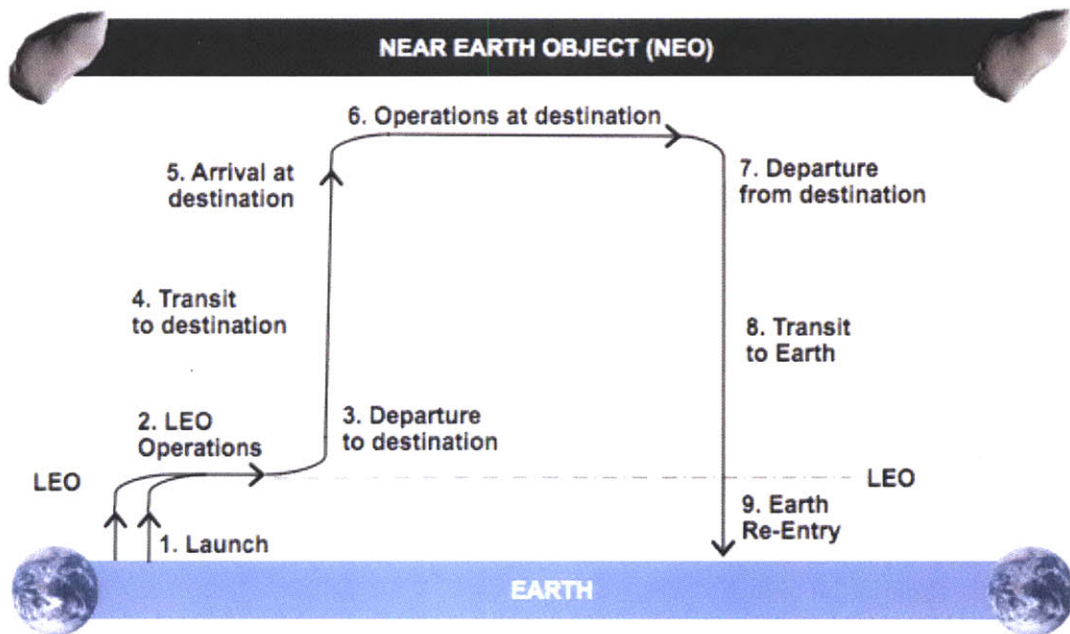 NEAR EARTH OBJECT (NEO)
6. Operations at destination
5. Arrival at
destination
7. Departure
from destination
4. Transit
to destination
8. Transit
to Earth
2. LEO
Operations
3. Departure
to destination
LEO
LEO
9. Earth
Re-Entry
1. Launch
EARTH